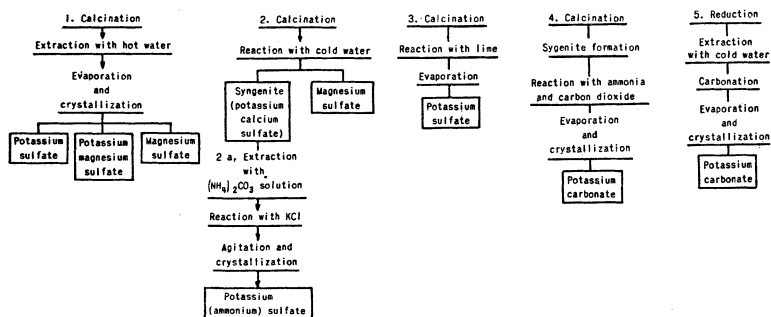 1. Calcination
Extraction with hot water
Evaporation
and
crystallization
Potassium
sulfate
Potassium
magnesium
sulfate
Magnesium
sulfate
2. Calcination
Reaction with cold water
Syngenite
(potassium
calcium
sulfate)
Magnesium
sulfate
2 a, Extraction
with
(NH4)2CO3 solution
Reaction with KCl
Agitation and
crystallization
Potassium
(ammonium) sulfate
3. Calcination
Reaction with lime
Evaporation
Potassium
sulfate
4. Calcination
Sygenite formation
Reaction with ammonia
and carbon dioxide
Evaporation
and
crystallization
Potassium
carbonate
5. Reduction
Extraction
with cold water
Carbonation
Evaporation
and
crystallization
Potassium
carbonate